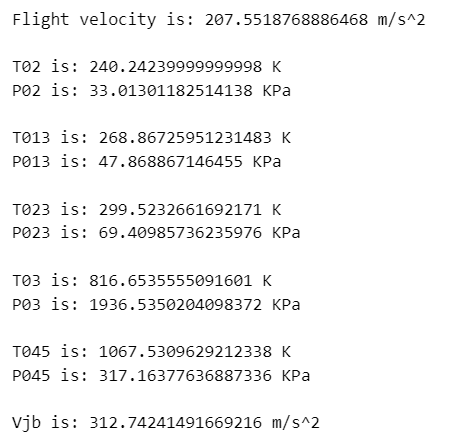 Flight velocity is: 207.5518768886468 m/s^2
T02 is: 240.24239999999998 K
P02 is: 33.01301182514138 KPa
T013 is: 268.86725951231483 K
P013 is: 47.868867146455 KPa
T023 is: 299.5232661692171 K
P023 is: 69.40985736235976 KPa
T03 is: 816.6535555091601 K
P03 is: 1936.5350204098372 KPa
T045 is: 1067.5309629212338 K
P045 is: 317.16377636887336 KPa
Vjb is: 312.74241491669216 m/s^2